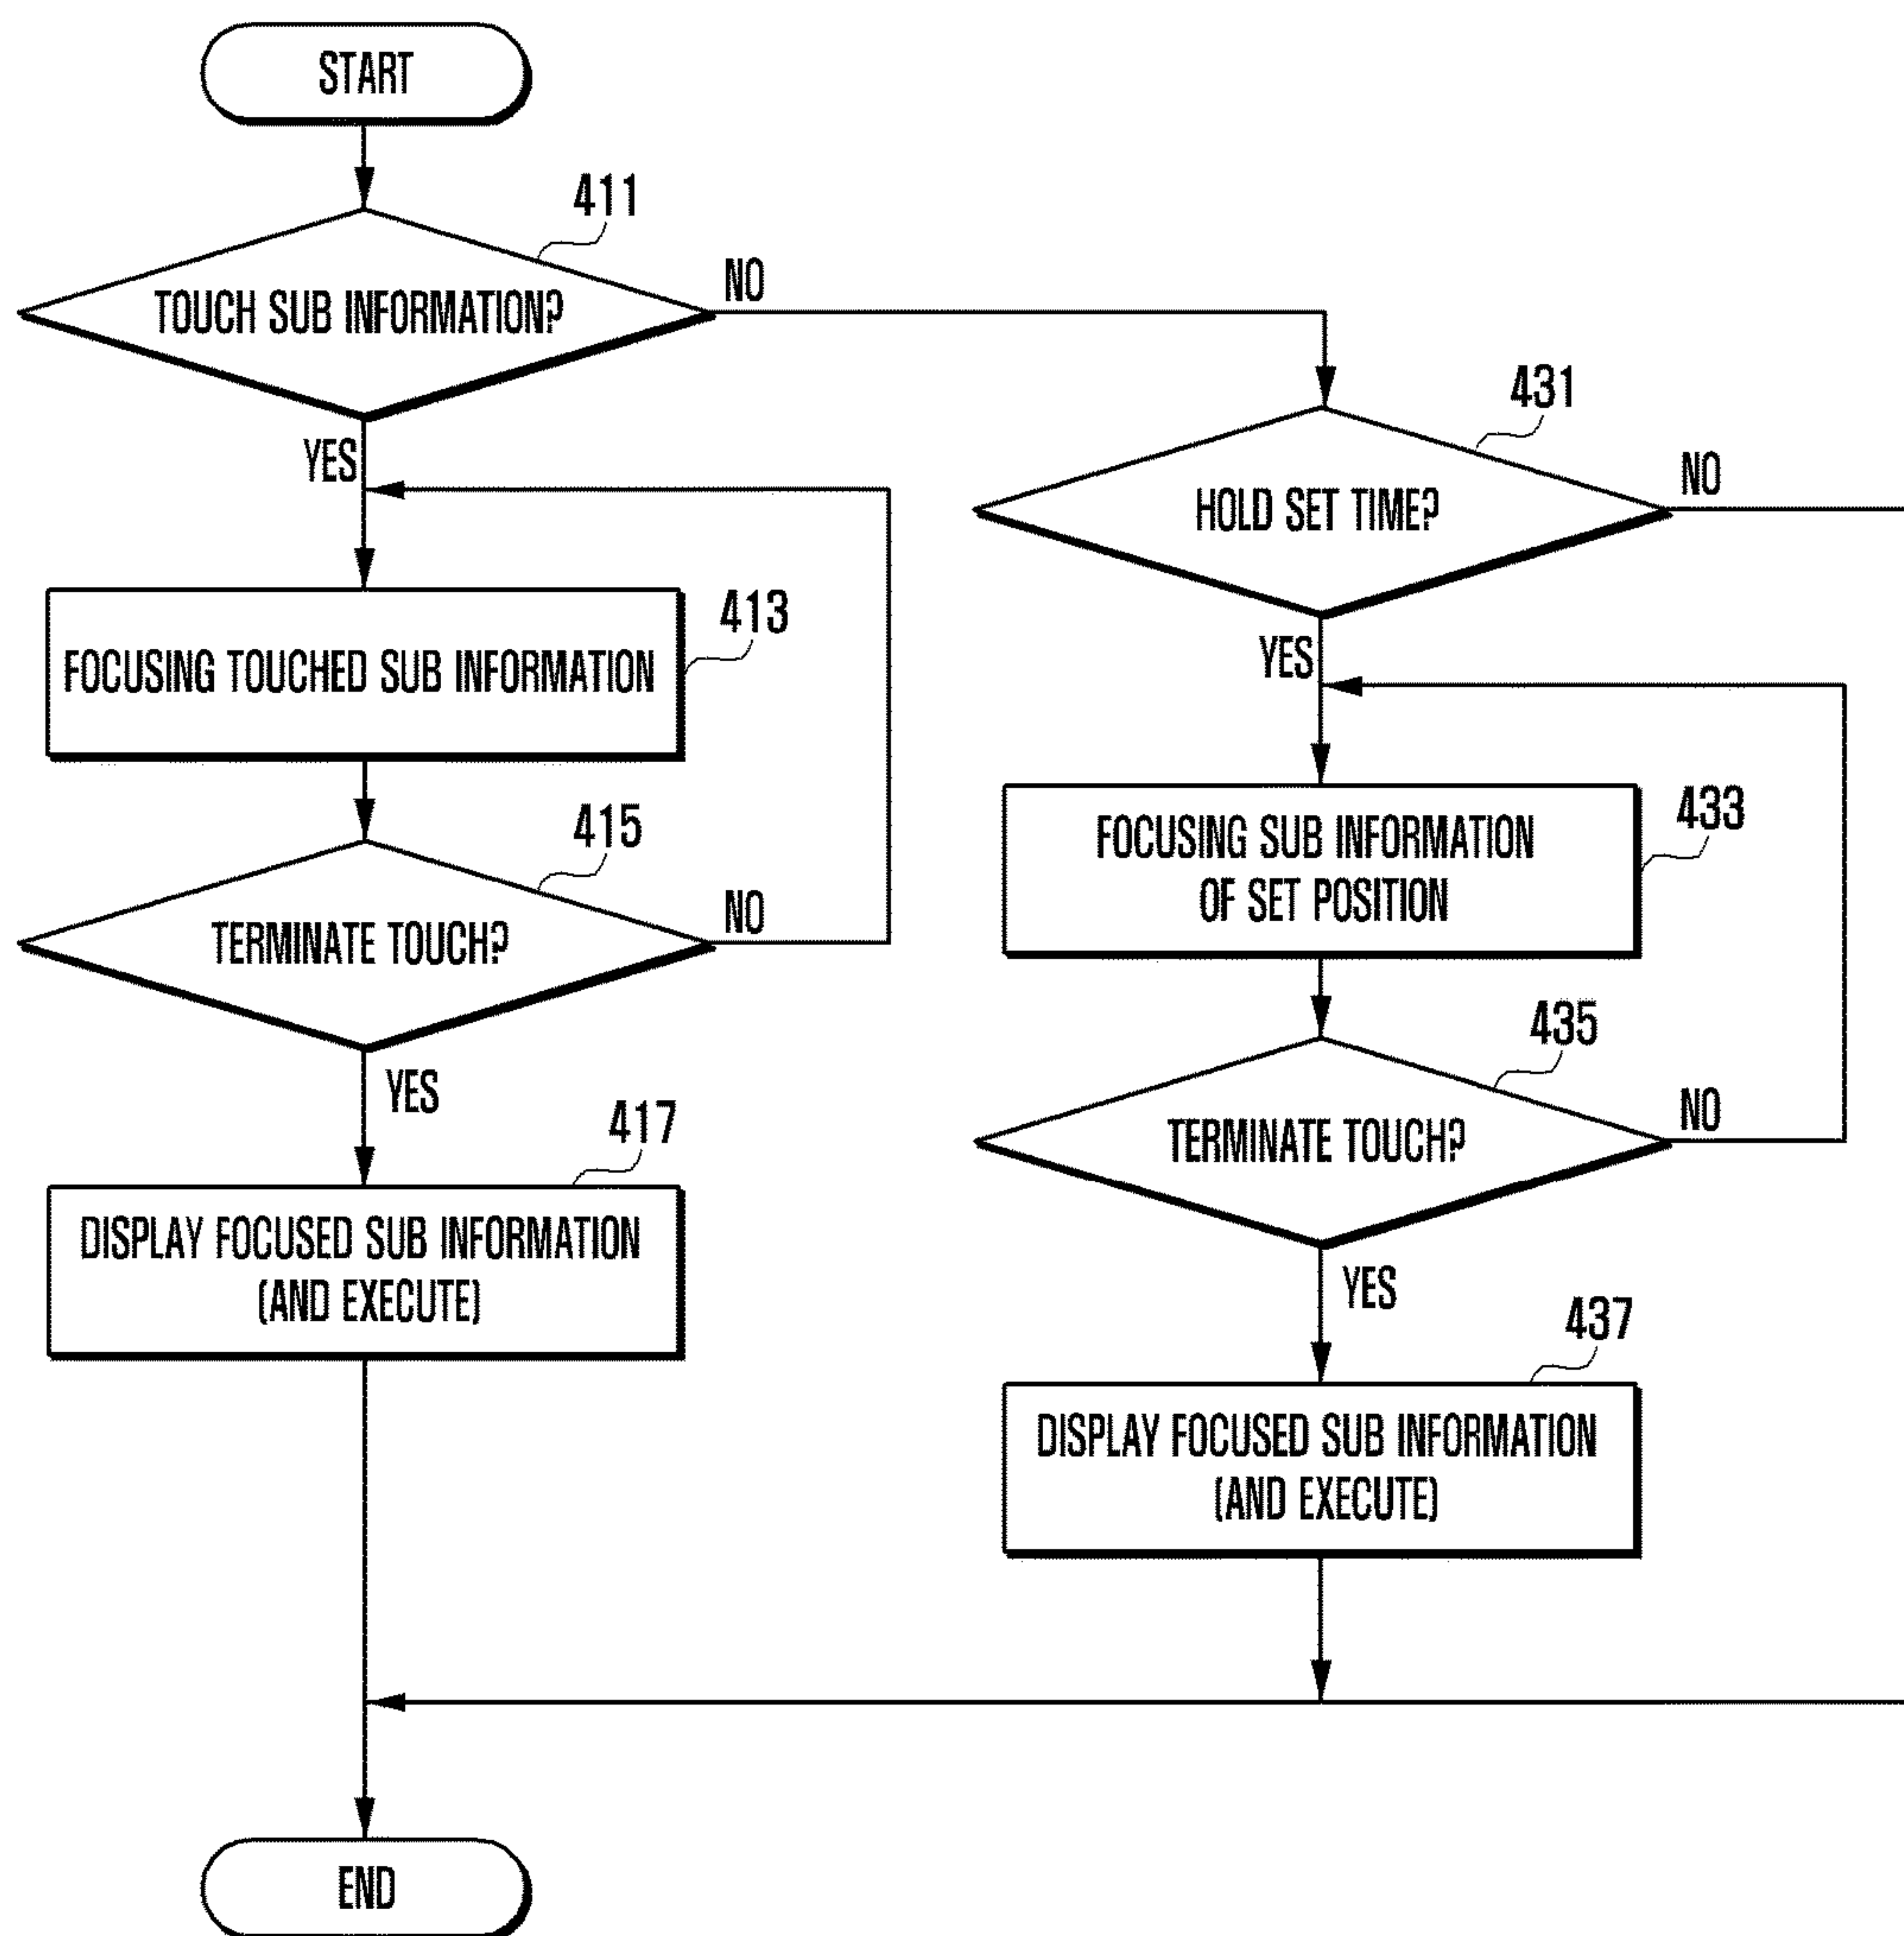 START
411
TOUCH SUB INFORMATION?
NO
YES
413
FOCUSING TOUCHED SUB INFORMATION
415
TERMINATE TOUCH?
NO
YES
417
DISPLAY FOCUSED SUB INFORMATION
(AND EXECUTE)
431
HOLD SET TIME?
NO
YES
433
FOCUSING SUB INFORMATION
OF SET POSITION
435
TERMINATE TOUCH?
NO
YES
437
DISPLAY FOCUSED SUB INFORMATION
(AND EXECUTE)
END